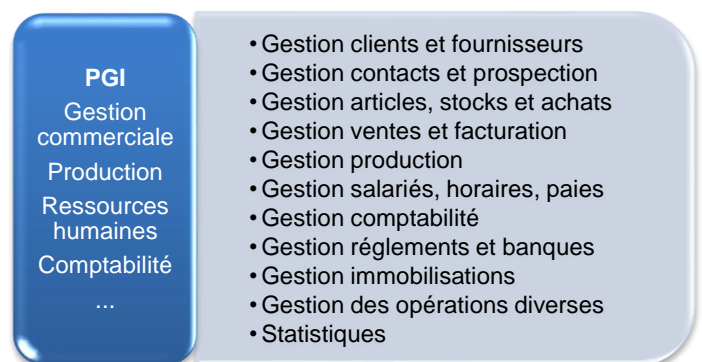 PGI
Gestion
commerciale
Production
Ressources
humaines
Comptabilité
...
• Gestion clients et fournisseurs
• Gestion contacts et prospection
• Gestion articles, stocks et achats
• Gestion ventes et facturation
• Gestion production
• Gestion salariés, horaires, paies
• Gestion comptabilité
• Gestion réglements et banques
• Gestion immobilisations
• Gestion des opérations diverses
• Statistiques